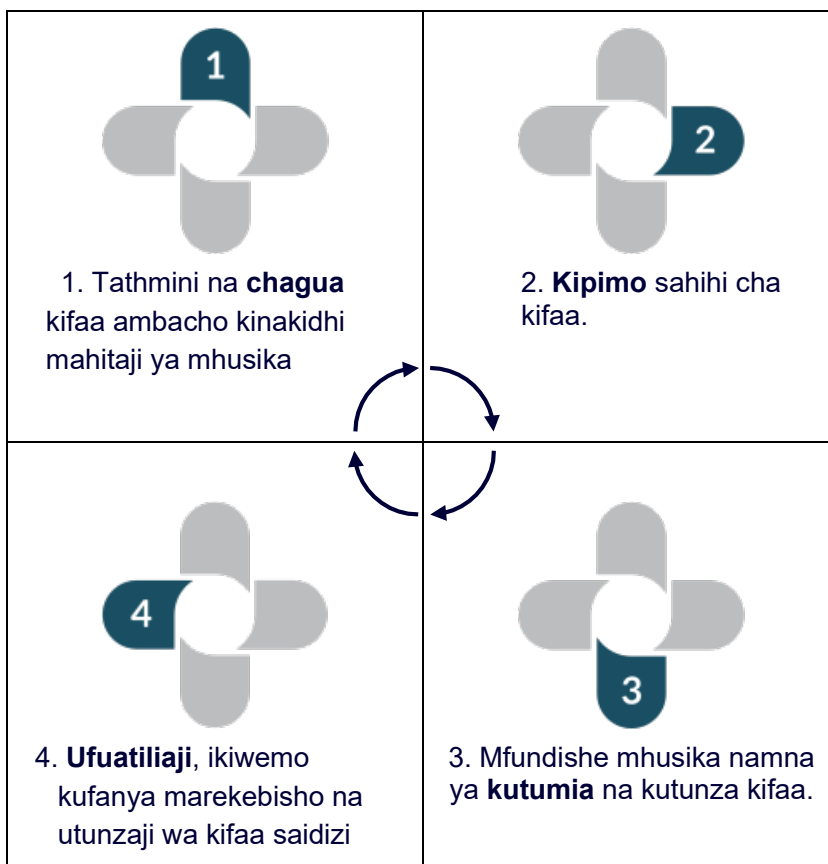 1
1. Tathmini na chagua
kifaa ambacho kinakidhi
mahitaji ya mhusika
2
2. Kipimo sahihi cha
kifaa.
4
4. Ufuatiliaji, ikiwemo
kufanya marekebisho na
utunzaji wa kifaa saidizi
3
3. Mfundishe mhusika namna
ya kutumia na kutunza kifaa.